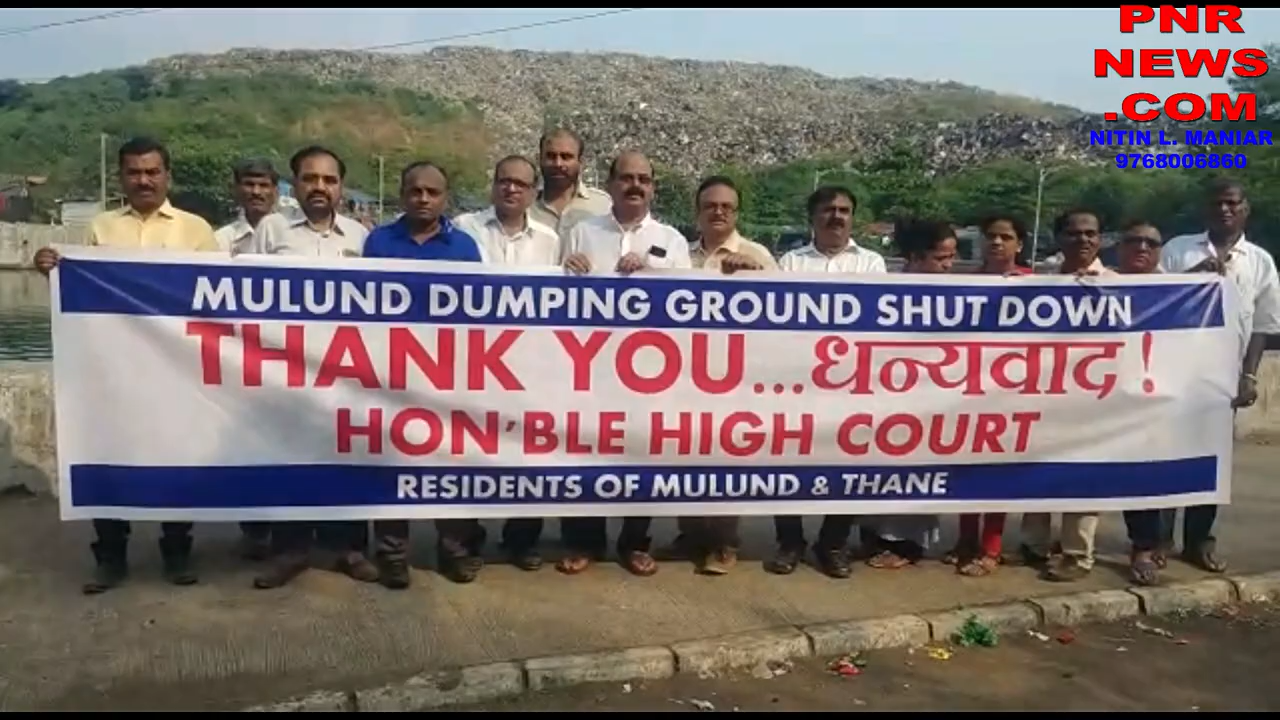 PNR
NEWS
.COM
NITIN L. MANIAR
9768006860
MULUND DUMPING GROUND SHUT DOWN
THANK YOU...धन्यवाद !
HON'BLE HIGH COURT
RESIDENTS OF MULUND & THANE